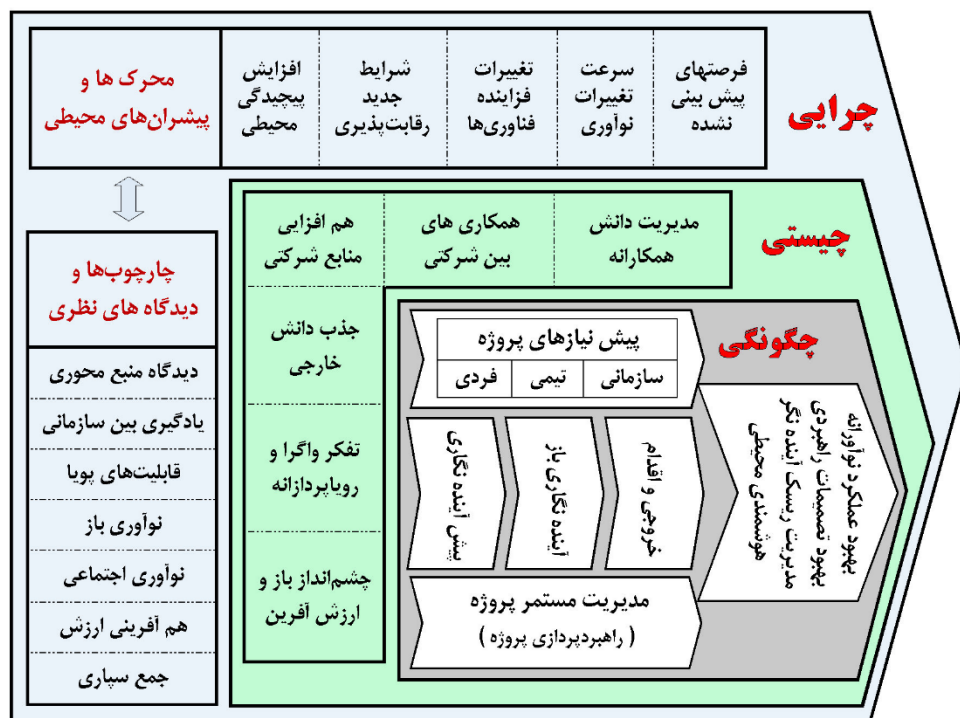 چرایی
محرک ها و
پیشران‌های محیطی
افزایش
پیچیدگی
محیطی
شرایط
جدید
رقابت‌پذیری
تغییرات
فزاینده
فناوری‌ها
سرعت
تغییرات
نوآوری
فرصتهای
پیش بینی
نشده
چارچوب‌ها و
دیدگاه های نظری
دیدگاه منبع محوری
یادگیری بین سازمانی
قابلیت‌های پویا
نوآوری باز
نوآوری اجتماعی
هم آفرینی ارزش
جمع سپاری
چیستی
مدیریت دانش
همکارانه
همکاری های
بین شرکتی
هم افزایی
منابع شرکتی
جذب دانش
خارجی
تفکر واگرا و
رویاپردازانه
چشم‌انداز باز و
ارزش آفرین
چگونگی
پیش نیازهای پروژه
سازمانی
تیمی
فردی
پیش آینده نگاری
آینده نگاری باز
خروجی و اقدام
مدیریت مستمر پروژه
( راهبردپردازی پروژه )
بهبود عملکرد نوآورانه
بهبود تصمیمات راهبردی
مدیریت ریسک آینده نگر
هوشمندی محیطی